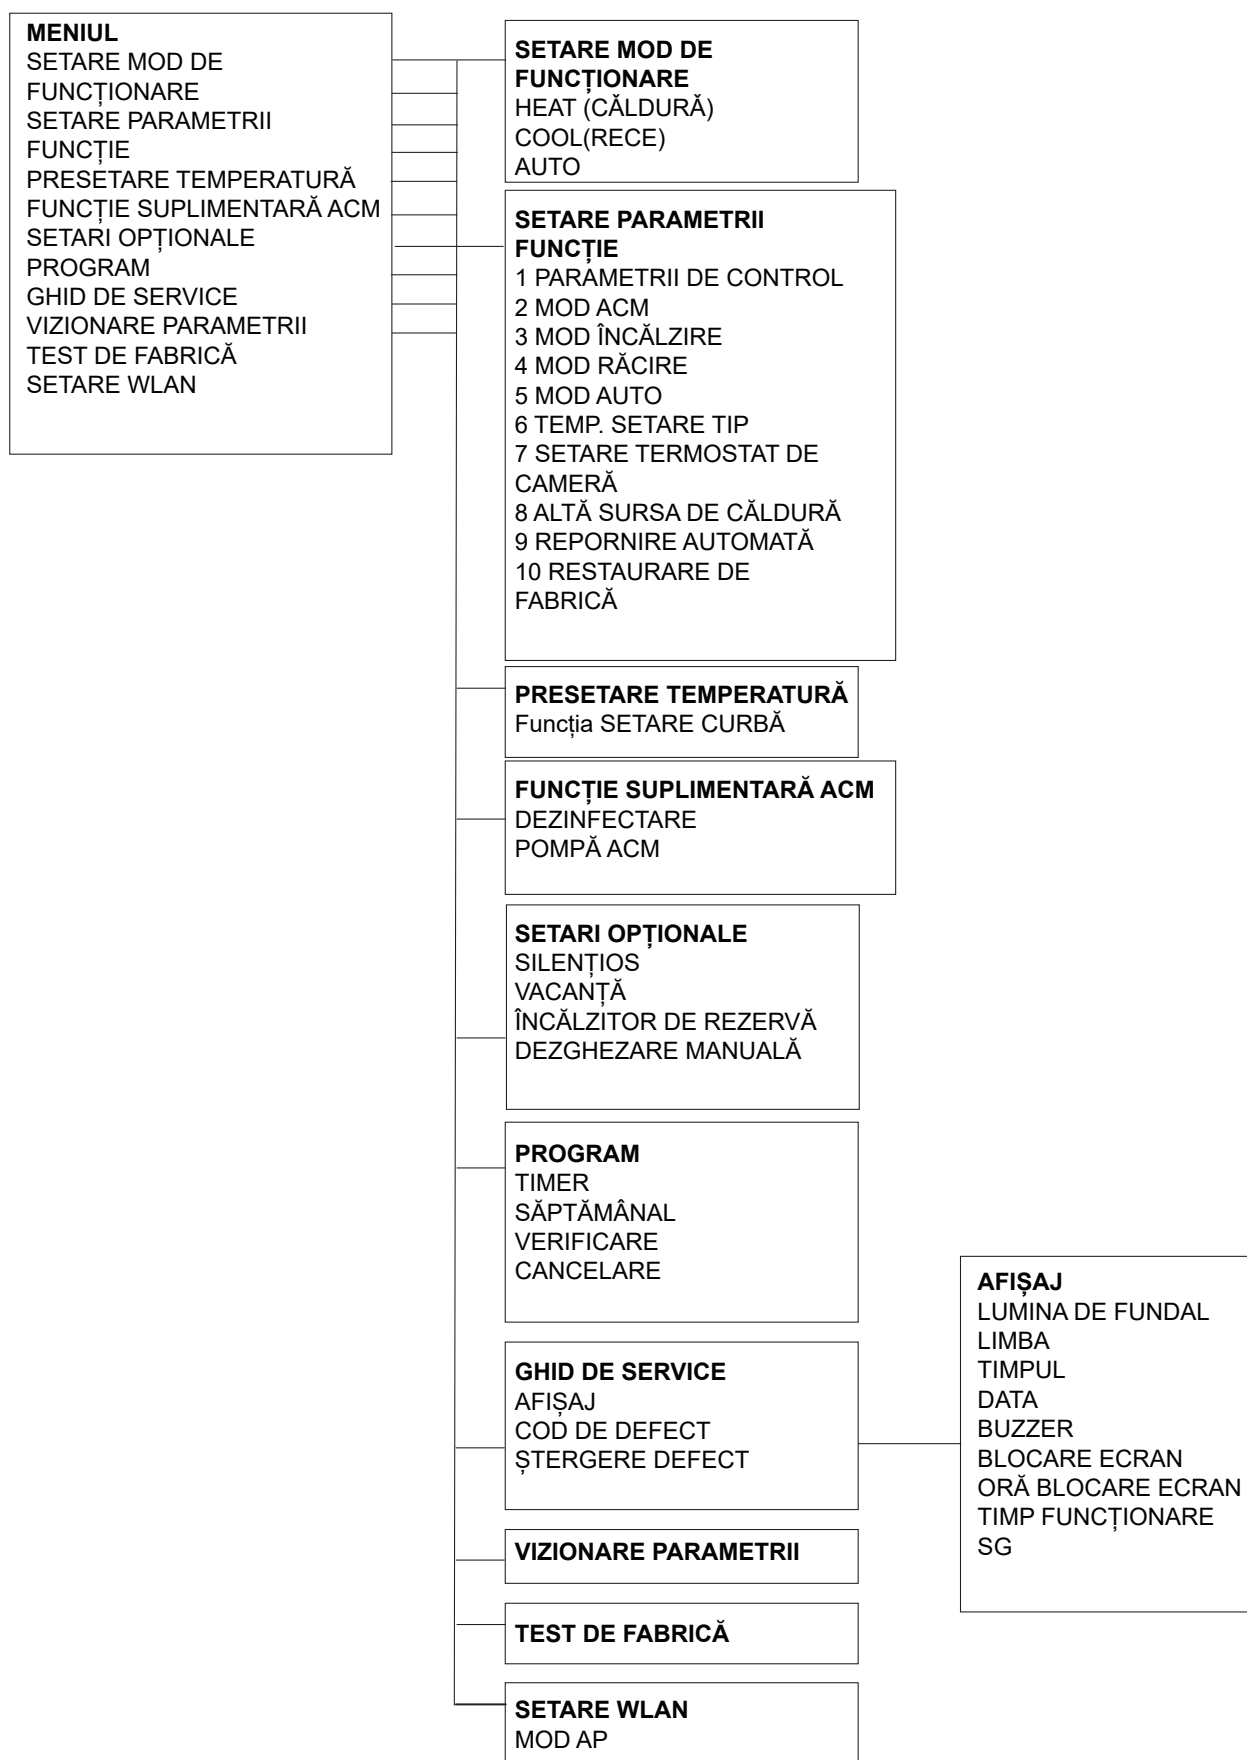 MENIUL
SETARE MOD DE
FUNCȚIONARE
SETARE PARAMETRII
FUNCȚIE
PRESETARE TEMPERATURĂ
FUNCȚIE SUPLIMENTARĂ ACM
SETARI OPȚIONALE
PROGRAM
GHID DE SERVICE
VIZIONARE PARAMETRII
TEST DE FABRICĂ
SETARE WLAN
SETARE MOD DE
FUNCȚIONARE
HEAT (CǍLDURǍ)
COOL(RECE)
AUTO
SETARE PARAMETRII
FUNCȚIE
1 PARAMETRII DE CONTROL
2 MOD ACM
3 MOD ÎNCĂLZIRE
4 MOD RĂCIRE
5 MOD AUTO
6 TEMP. SETARE TIP
7 SETARE TERMOSTAT DE
CAMERĂ
8 ALTĂ SURSA DE CĂLDURĂ
9 REPORNIRE AUTOMATĂ
10 RESTAURARE DE
FABRICĂ
PRESETARE TEMPERATURĂ
Funcția SETARE CURBĂ
FUNCȚIE SUPLIMENTARĂ ACM
DEZINFECTARE
POMPĂ ACM
SETARI OPȚIONALE
SILENȚIOS
VACANȚĂ
ÎNCĂLZITOR DE REZERVĂ
DEZGHEZARE MANUALĂ
PROGRAM
TIMER
SĂPTĂMÂNAL
VERIFICARE
CANCELARE
GHID DE SERVICE
AFIȘAJ
COD DE DEFECT
ȘTERGERE DEFECT
AFIȘAJ
LUMINA DE FUNDAL
LIMBA
TIMPUL
DATA
BUZZER
BLOCARE ECRAN
ORĂ BLOCARE ECRAN
TIMP FUNCȚIONARE
SG
VIZIONARE PARAMETRII
TEST DE FABRICĂ
SETARE WLAN
MOD AP